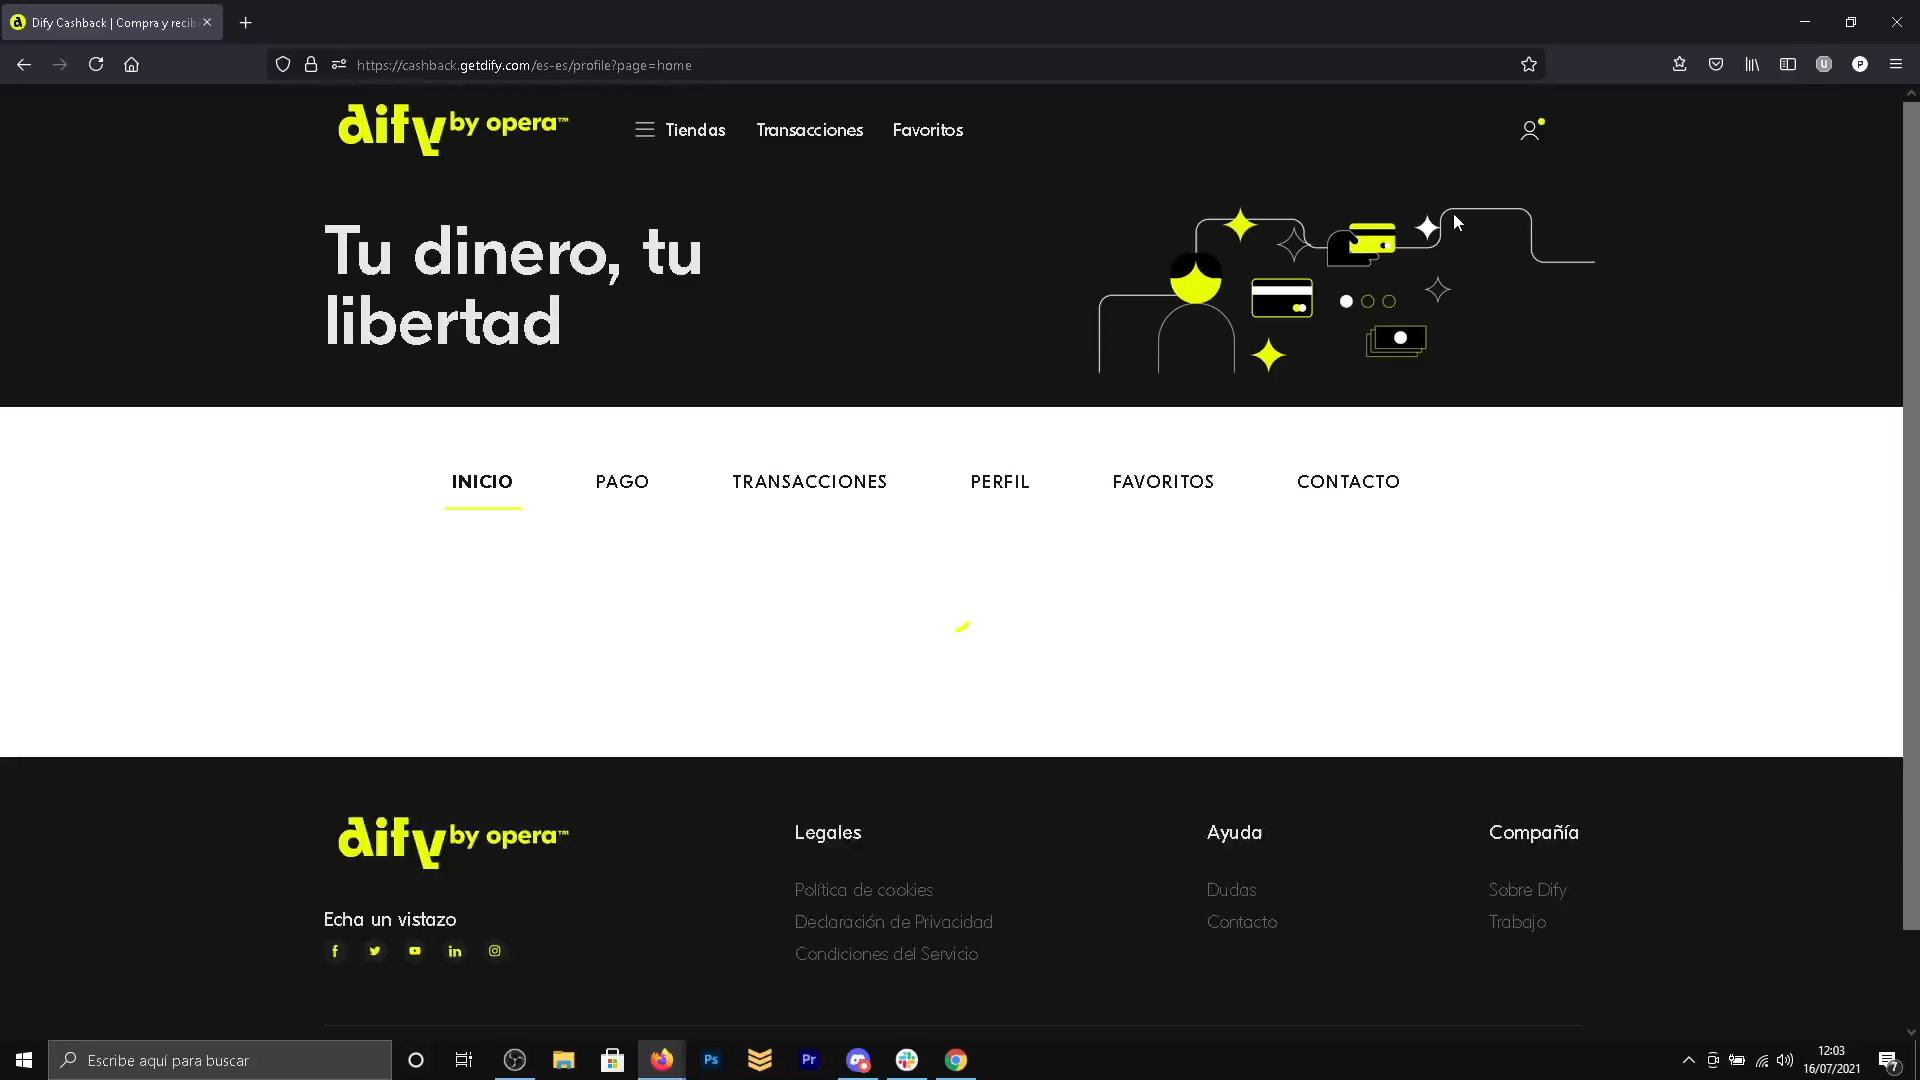 Dify Cashback | Compra y recib
https://cashback.getdify.com/es-es/profile?page=home
dify by opera™
Tiendas
Transacciones
Favoritos
Tu dinero, tu
libertad
INICIO
PAGO
TRANSACCIONES
PERFIL
FAVORITOS
CONTACTO
dify by opera™
Echa un vistazo
Legales
Política de cookies
Declaración de Privacidad
Condiciones del Servicio
Ayuda
Dudas
Contacto
Compañía
Sobre Dify
Trabajo
Escribe aquí para buscar
Ps
Pr
12:03
16/07/2021
7